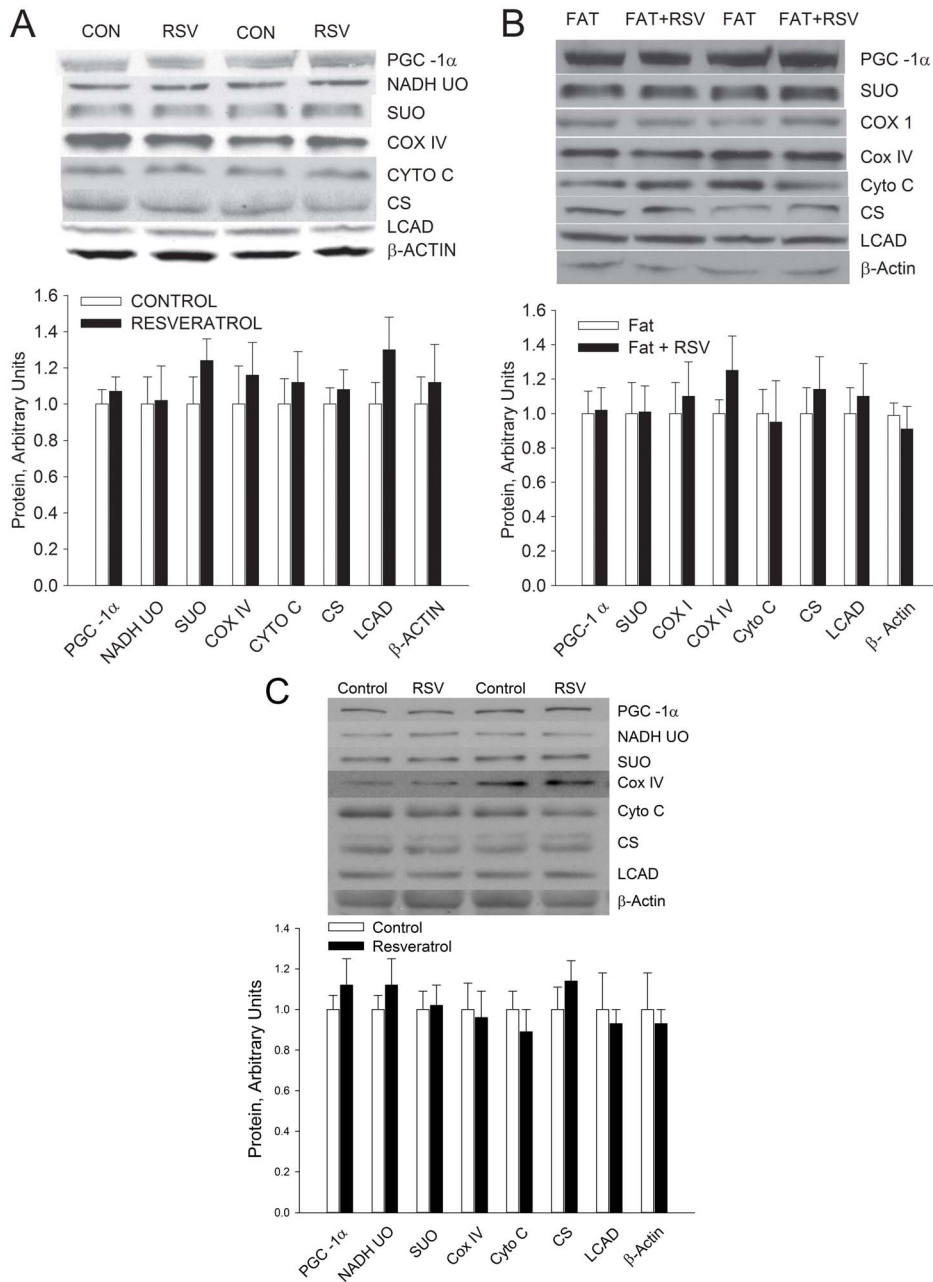 A
CON RSV CON RSV
PGC -1α
NADH UO
SUO
COX IV
CYTO C
CS
LCAD
β-ACTIN
1.6
1.4
1.2
1.0
0.8
0.6
0.4
0.2
0.0
Protein, Arbitrary Units
CONTROL
RESVERATROL
PGC -1α NADH UO SUO COX IV CYTO C CS LCAD β-ACTIN
B
FAT FAT+RSV FAT FAT+RSV
PGC -1α
SUO
COX 1
Cox IV
Cyto C
CS
LCAD
β-Actin
1.6
1.4
1.2
1.0
0.8
0.6
0.4
0.2
0.0
Protein, Arbitrary Units
Fat
Fat + RSV
PGC-1 α SUO COX I COX IV Cyto C CS LCAD β- Actin
C
Control RSV Control RSV
PGC -1α
NADH UO
SUO
Cox IV
Cyto C
CS
LCAD
β-Actin
1.4
1.2
1.0
0.8
0.6
0.4
0.2
0.0
Protein, Arbitrary Units
Control
Resveratrol
PGC -1α NADH UO SUO Cox IV Cyto C CS LCAD β-Actin